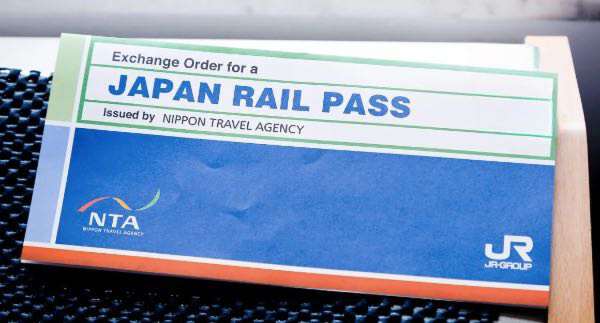 Exchange Order for a
JAPAN RAIL PASS
Issued by NIPPON TRAVEL AGENCY
NTA
NIPPON TRAVEL AGENCY
JR
JR-GROUP